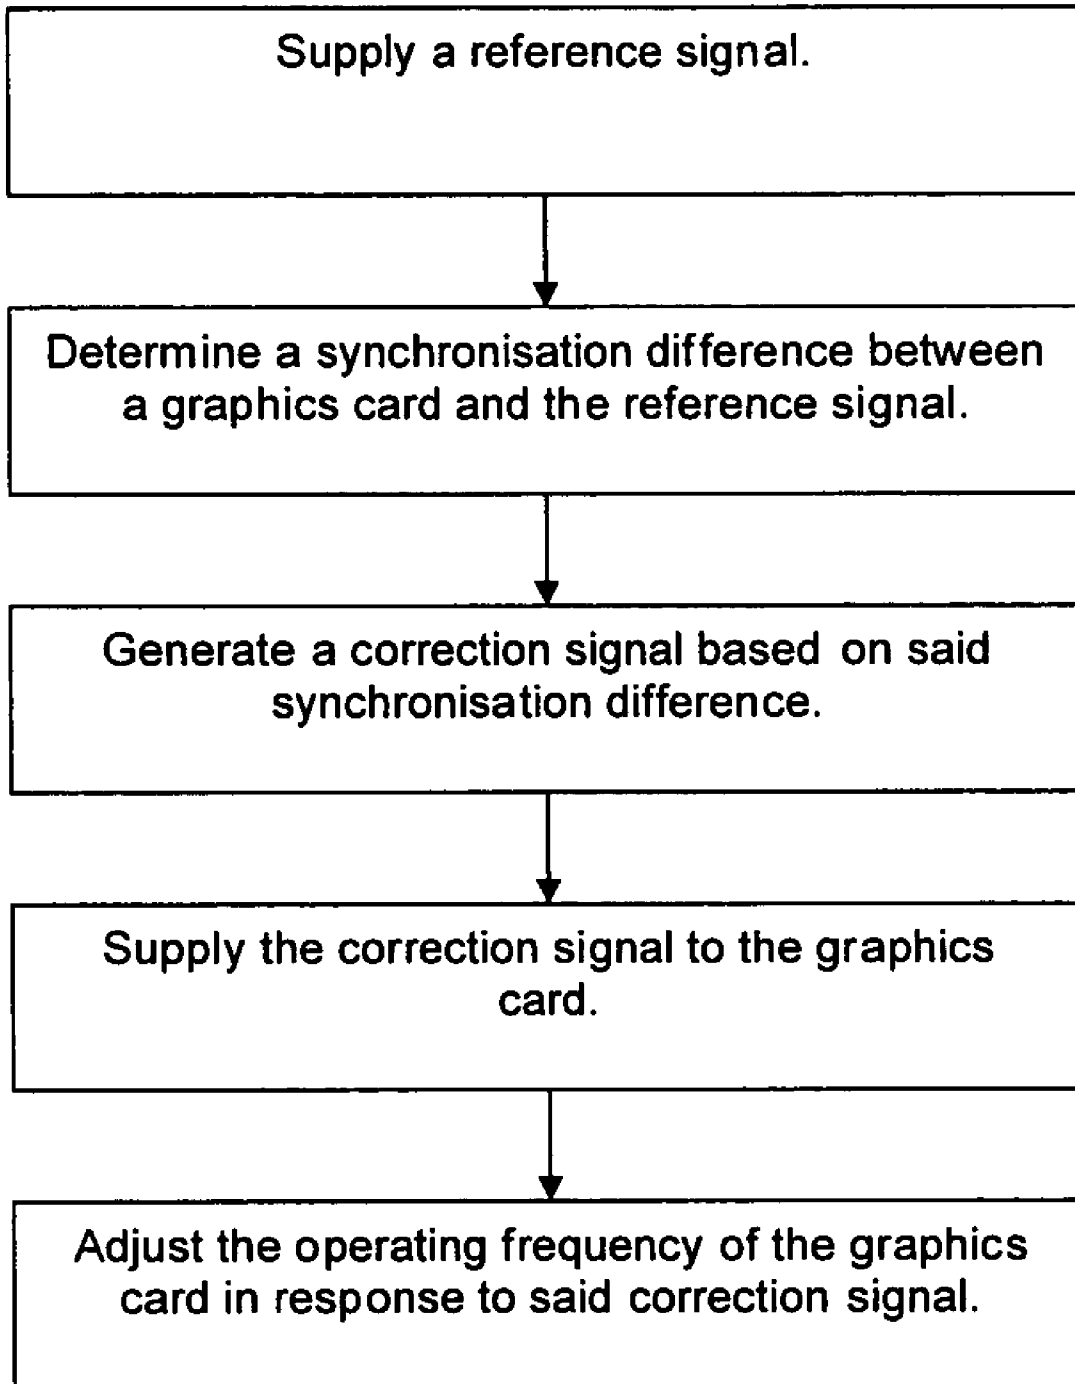 Supply a reference signal.
Determine a synchronisation difference between
a graphics card and the reference signal.
Generate a correction signal based on said
synchronisation difference.
Supply the correction signal to the graphics
card.
Adjust the operating frequency of the graphics
card in response to said correction signal.